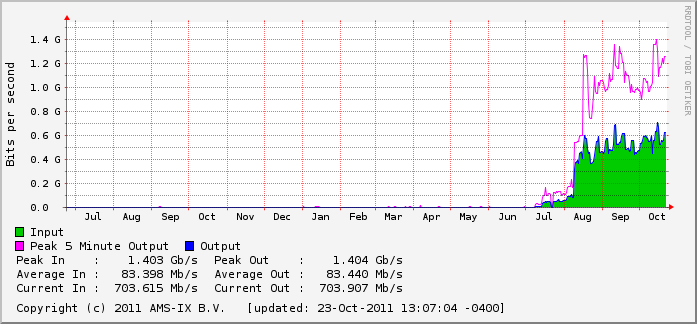 RRDTOOL / TOBI OETIKER
Bits per second
1.4 G
1.2 G
1.0 G
0.8 G
0.6 G
0.4 G
0.2 G
0.0
Jul Aug Sep Oct Nov Dec Jan Feb Mar Apr May Jun Jul Aug Sep Oct
Input
Peak 5 Minute Output Output
Peak In : 1.403 Gb/s Peak Out : 1.404 Gb/s
Average In : 83.398 Mb/s Average Out : 83.440 Mb/s
Current In : 703.615 Mb/s Current Out : 703.907 Mb/s
Copyright (c) 2011 AMS-IX B.V. [updated: 23-Oct-2011 13:07:04 -0400]